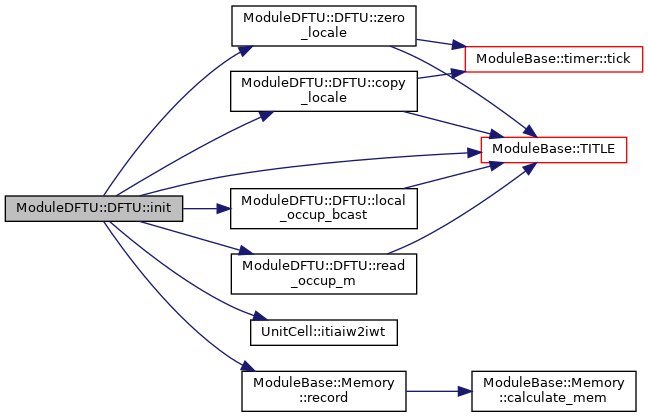 ModuleDFTU::DFTU::init
ModuleDFTU::DFTU::zero
_locale
ModuleDFTU::DFTU::copy
_locale
ModuleDFTU::DFTU::local
_occup_bcast
ModuleDFTU::DFTU::read
_occup_m
UnitCell::itiaiw2iwt
ModuleBase::Memory
::record
ModuleBase::timer::tick
ModuleBase::TITLE
ModuleBase::Memory
::calculate_mem